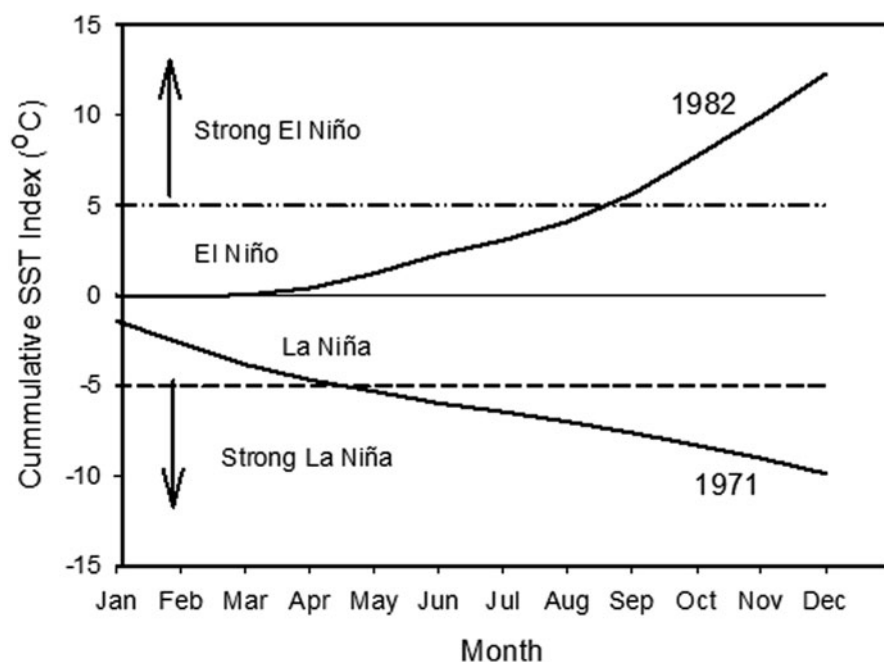 Cummulative SST Index (°C)
15
10
5
0
-5
-10
-15
Strong El Niño
El Niño
La Niña
Strong La Niña
1982
1971
Jan Feb Mar Apr May Jun Jul Aug Sep Oct Nov Dec
Month